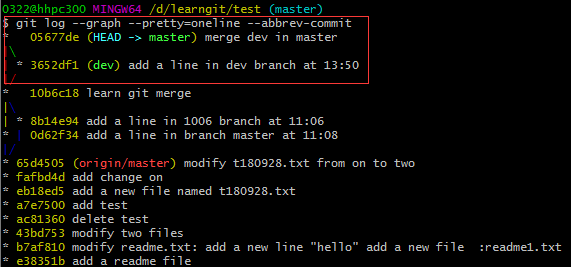 0322@hhpc300 MINGW64 /d/learngit/test (master)
$ git log --graph --pretty=oneline --abbrev-commit
*   05677de (HEAD -> master) merge dev in master
|\
| * 3652df1 (dev) add a line in dev branch at 13:50
|/
*   10b6c18 learn git merge
|\
| * 8b14e94 add a line in 1006 branch at 11:06
* | 0d62f34 add a line in branch master at 11:08
|/
* 65d4505 (origin/master) modify t180928.txt from on to two
* fafbd4d add change on
* eb18ed5 add a new file named t180928.txt
* a7e7500 add test
* ac81360 delete test
* 43bd753 modify two files
* b7af810 modify readme.txt: add a new line "hello" add a new file  :readme1.txt
* e38351b add a readme file